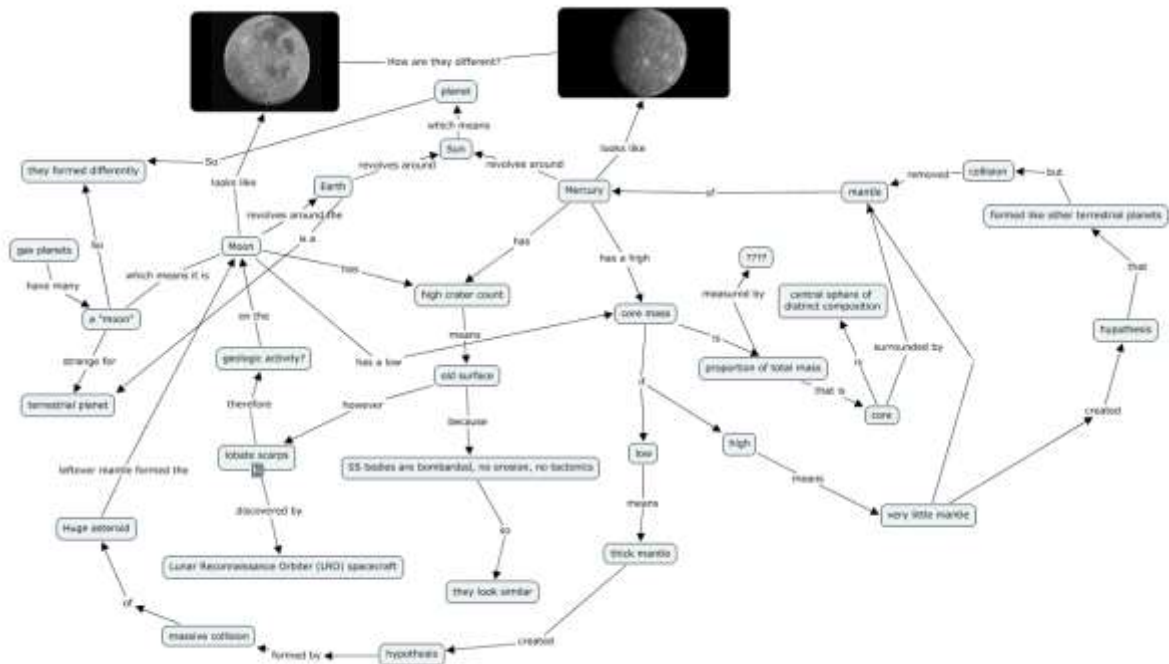 How are they different?
planet
which means
Sun
So
they formed differently
looks like
revolves around
revolves around
looks like
Earth
Mercury
of
mantle
removed
collision
but
formed like other terrestrial planets
revolves around the
is a
Moon
gas planets
so
which means it is
has
has
has a high
????
that
have many
measured by
central sphere of
distinct composition
a "moon"
on the
high crater count
core mass
hypothesis
means
is
is
surrounded by
strange for
geologic activity?
has a low
proportion of total mass
old surface
if
that is
terrestrial planet
therefore
however
core
created
because
high
leftover mantle formed the
lobate scarps
low
SS bodies are bombarded, no erosion, no tectonics
means
discovered by
means
very little mantle
Huge asteroid
so
thick mantle
Lunar Reconnaissance Orbiter (LRO) spacecraft
they look similar
of
massive collision
created
formed by
hypothesis